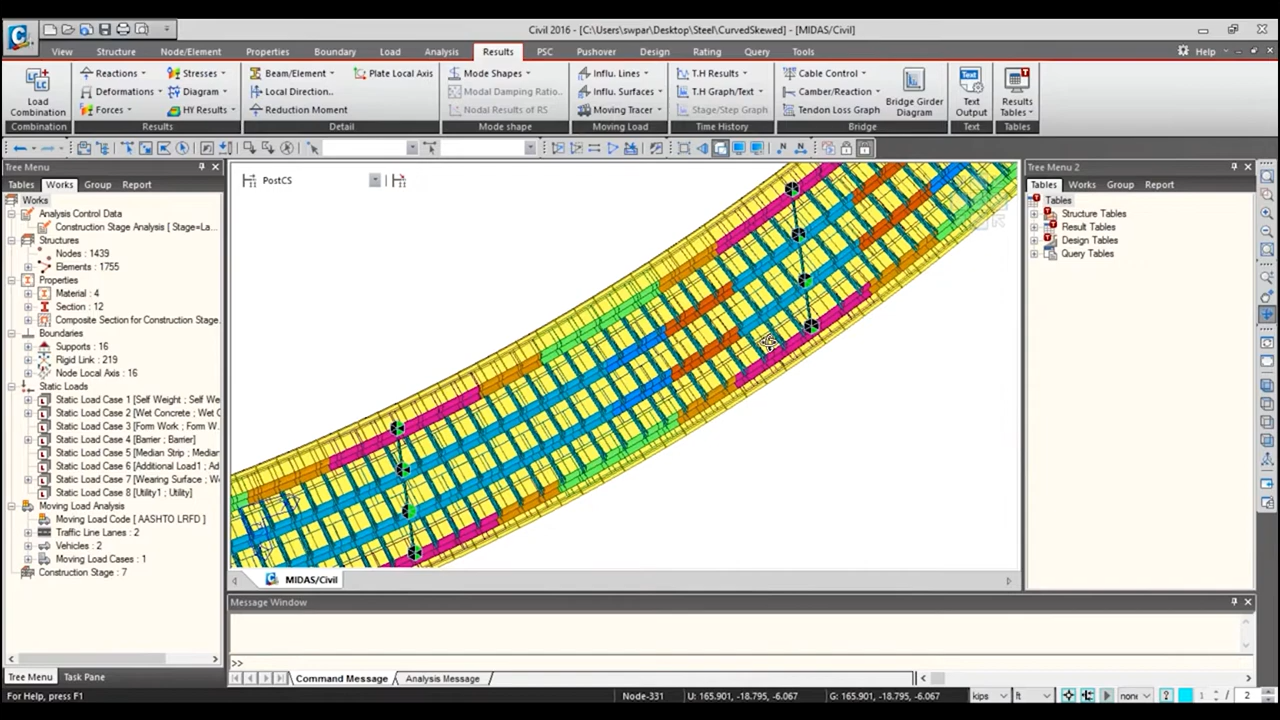 Civil 2016 - [C:\Users\swpar\Desktop\Steel\CurvedSkewed] - [MIDAS/Civil]
View Structure Node/Element Properties Boundary Load Analysis Results PSC Pushover Design Rating Query Tools Help
Load Combination
Reactions Stresses
Deformations Diagram
Forces HY Results
Beam/Element Plate Local Axis
Local Direction..
Reduction Moment
Mode Shapes
Modal Damping Ratio..
Nodal Results of RS
Influ. Lines
Influ. Surfaces
Moving Tracer
T.H Results
T.H Graph/Text
Stage/Step Graph
Cable Control
Camber/Reaction
Tendon Loss Graph
Bridge Girder Diagram
Text Output
Results Tables
Combination Results Detail Mode shape Moving Load Time History Bridge Text Tables
Tree Menu
Tables Works Group Report
Works
Analysis Control Data
Construction Stage Analysis [ Stage=La...
Structures
Nodes : 1439
Elements : 1755
Properties
Material : 4
Section : 12
Composite Section for Construction Stage
Boundaries
Supports : 16
Rigid Link : 219
Node Local Axis : 16
Static Loads
Static Load Case 1 [Self Weight ; Self
Static Load Case 2 [Wet Concrete ; Wet C
Static Load Case 3 [Form Work ; Form W
Static Load Case 4 [Barrier ; Barrier]
Static Load Case 5 [Median Strip ; Media
Static Load Case 6 [Additional Load1 ; Ad
Static Load Case 7 [Wearing Surface ; W
Static Load Case 8 [Utility1 ; Utility]
Moving Load Analysis
Moving Load Code [ AASHTO LRFD ]
Traffic Line Lanes : 2
Vehicles : 2
Moving Load Cases : 1
Construction Stage : 7
Tree Menu Task Pane
PostCS
MIDAS/Civil
Message Window
>>
Command Message Analysis Message
Tree Menu 2
Tables Works Group Report
Tables
Structure Tables
Result Tables
Design Tables
Query Tables
For Help, press F1
Node-331 U: 165.901, -18.795, -6.067 G: 165.901, -18.795, -6.067 kips ft none 1 / 2